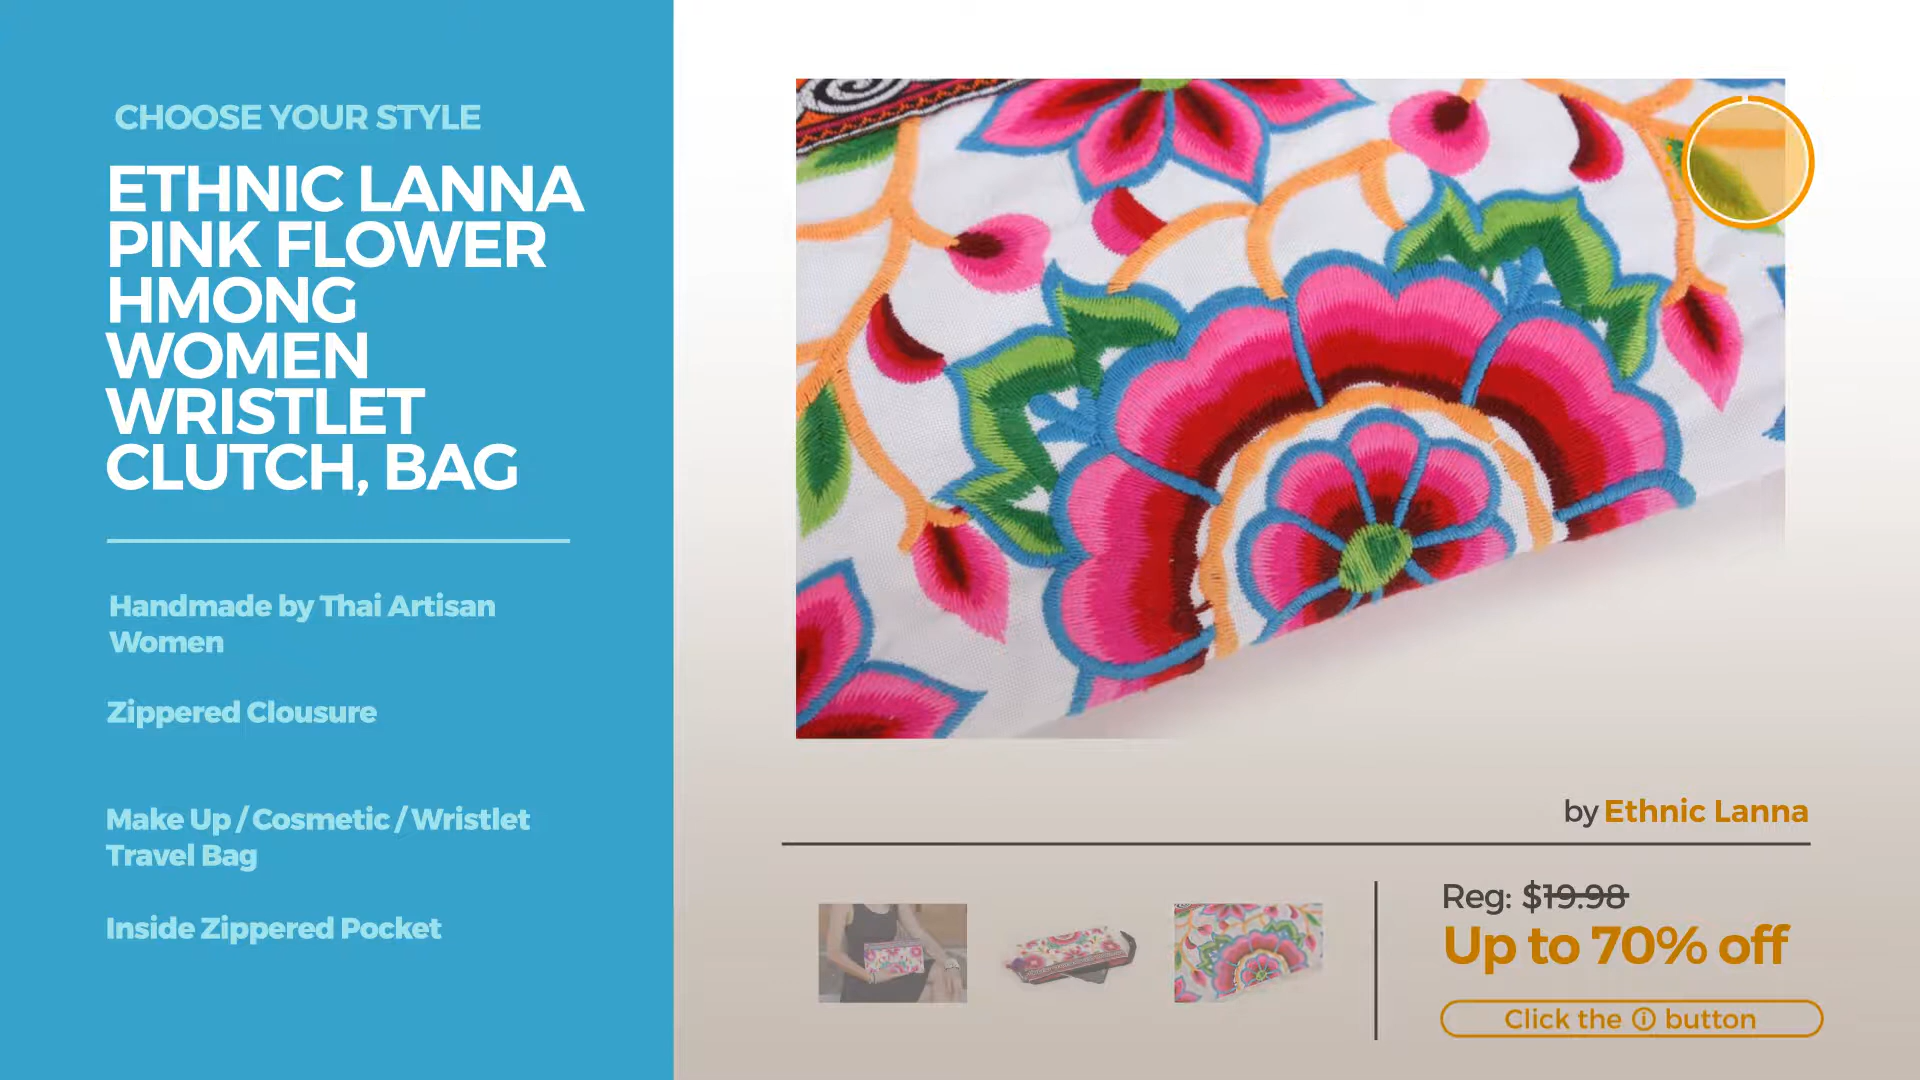 CHOOSE YOUR STYLE
ETHNIC LANNA
PINK FLOWER
HMONG
WOMEN
WRISTLET
CLUTCH, BAG
Handmade by Thai Artisan
Women
Zippered Clousure
Make Up / Cosmetic / Wristlet
Travel Bag
Inside Zippered Pocket
by Ethnic Lanna
Reg: $19.98
Up to 70% off
Click the ⓘ button